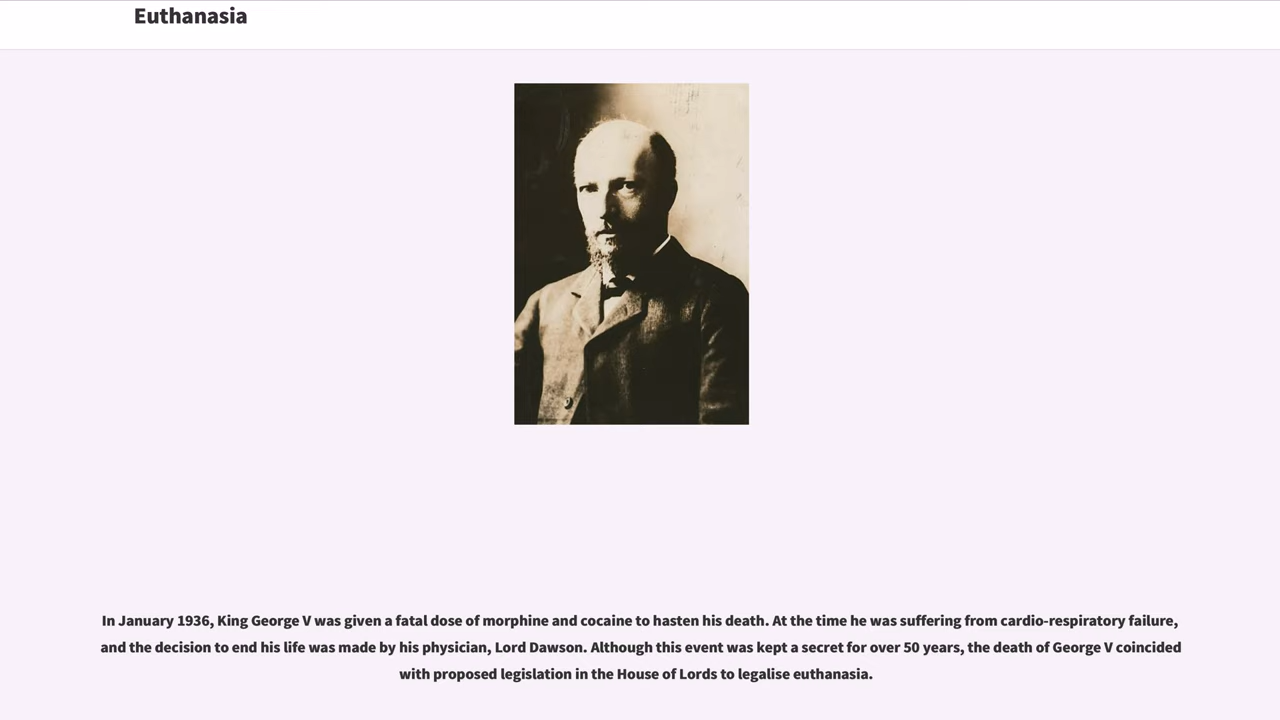 Euthanasia
In January 1936, King George V was given a fatal dose of morphine and cocaine to hasten his death. At the time he was suffering from cardio-respiratory failure,
and the decision to end his life was made by his physician, Lord Dawson. Although this event was kept a secret for over 50 years, the death of George V coincided
with proposed legislation in the House of Lords to legalise euthanasia.